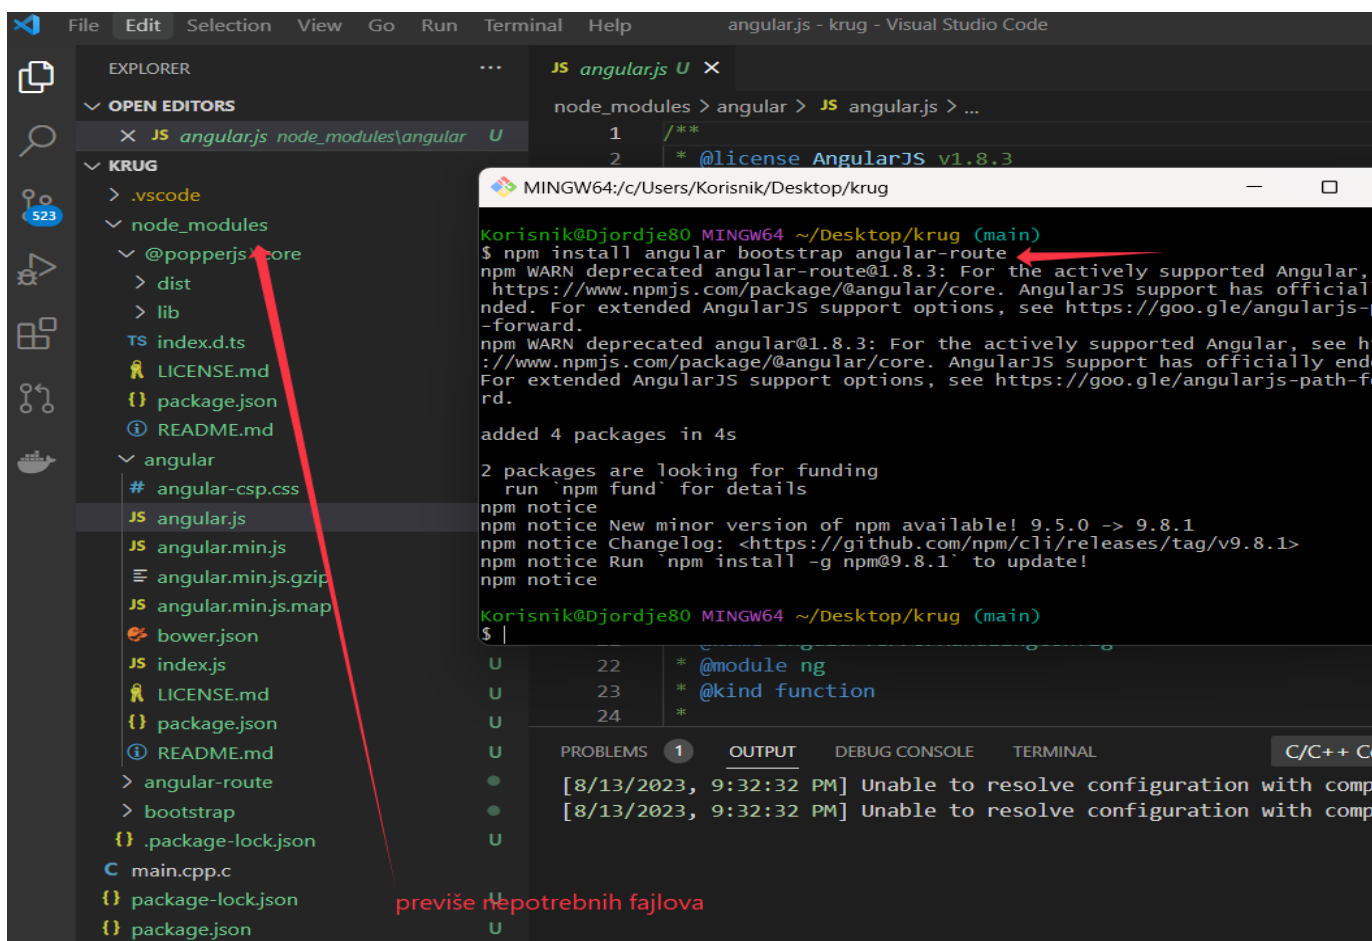 File Edit Selection View Go Run Terminal Help angular.js - krug - Visual Studio Code
EXPLORER ...
OPEN EDITORS
JS angular.js node_modules\angular U
KRUG
.vscode
node_modules
@popperjs core
dist
lib
TS index.d.ts
LICENSE.md
{} package.json
README.md
angular
# angular-csp.css
JS angular.js
JS angular.min.js
angular.min.js.gzip
JS angular.min.js.map
bower.json
JS index.js U
LICENSE.md U
{} package.json U
README.md U
angular-route
bootstrap
{} .package-lock.json U
C main.cpp.c
{} package-lock.json U
{} package.json U
523
JS angular.js U
node_modules > angular > JS angular.js > ...
1 /**
2 * @license AngularJS v1.8.3
MINGW64:/c/Users/Korisnik/Desktop/krug
Korisnik@Djordje80 MINGW64 ~/Desktop/krug (main)
$ npm install angular bootstrap angular-route
npm WARN deprecated angular-route@1.8.3: For the actively supported Angular,
https://www.npmjs.com/package/@angular/core. AngularJS support has officiall
nded. For extended AngularJS support options, see https://goo.gle/angularjs-
-forward.
npm WARN deprecated angular@1.8.3: For the actively supported Angular, see h
://www.npmjs.com/package/@angular/core. AngularJS support has officially end
For extended AngularJS support options, see https://goo.gle/angularjs-path-f
rd.
added 4 packages in 4s
2 packages are looking for funding
run `npm fund` for details
npm notice
npm notice New minor version of npm available! 9.5.0 -> 9.8.1
npm notice Changelog: <https://github.com/npm/cli/releases/tag/v9.8.1>
npm notice Run `npm install -g npm@9.8.1` to update!
npm notice
Korisnik@Djordje80 MINGW64 ~/Desktop/krug (main)
$
22 * @module ng
23 * @kind function
24 *
PROBLEMS 1 OUTPUT DEBUG CONSOLE TERMINAL C/C++ Co
[8/13/2023, 9:32:32 PM] Unable to resolve configuration with comp
[8/13/2023, 9:32:32 PM] Unable to resolve configuration with comp
previše nepotrebnih fajlova